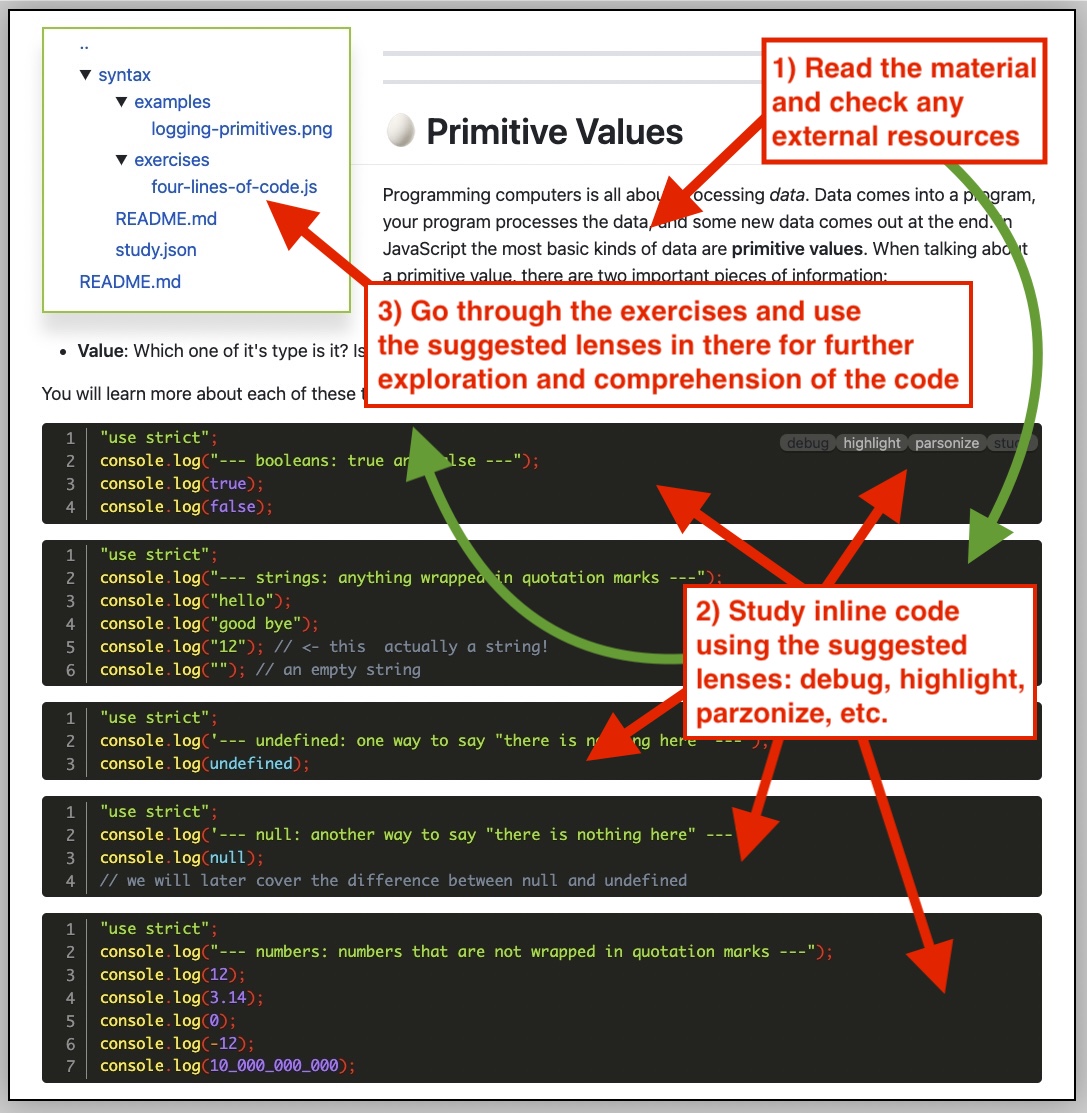 ..
▼ syntax
▼ examples
logging-primitives.png
▼ exercises
four-lines-of-code.js
README.md
study.json
README.md
1) Read the material
and check any
external resources
Primitive Values
Programming computers is all about processing data. Data comes into a program,
your program processes the data, and some new data comes out at the end. In
JavaScript the most basic kinds of data are primitive values. When talking about
a primitive value, there are two important pieces of information:
3) Go through the exercises and use
the suggested lenses in there for further
exploration and comprehension of the code
• Value: Which one of it's type is it? Is
You will learn more about each of these
debug highlight parsonize study
1 "use strict";
2 console.log("--- booleans: true and false ---");
3 console.log(true);
4 console.log(false);
1 "use strict";
2 console.log("--- strings: anything wrapped in quotation marks ---");
3 console.log("hello");
4 console.log("good bye");
5 console.log("12"); // <- this  actually a string!
6 console.log(""); // an empty string
2) Study inline code
using the suggested
lenses: debug, highlight,
parzonize, etc.
1 "use strict";
2 console.log('--- undefined: one way to say "there is nothing here" ---');
3 console.log(undefined);
1 "use strict";
2 console.log('--- null: another way to say "there is nothing here" ---
3 console.log(null);
4 // we will later cover the difference between null and undefined
1 "use strict";
2 console.log("--- numbers: numbers that are not wrapped in quotation marks ---");
3 console.log(12);
4 console.log(3.14);
5 console.log(0);
6 console.log(-12);
7 console.log(10_000_000_000);